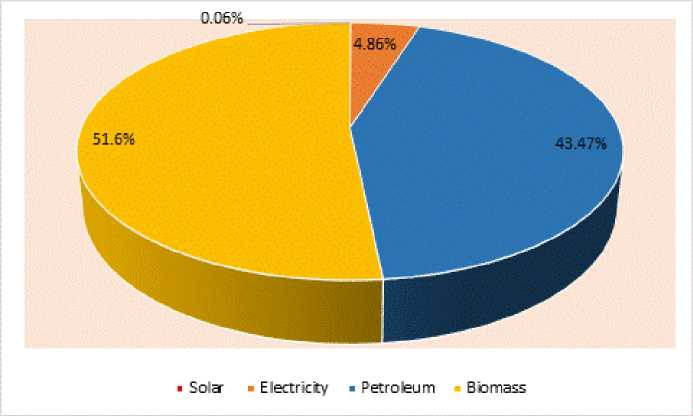 0.06%
4.86%
43.47%
51.6%
Solar Electricity Petroleum Biomass